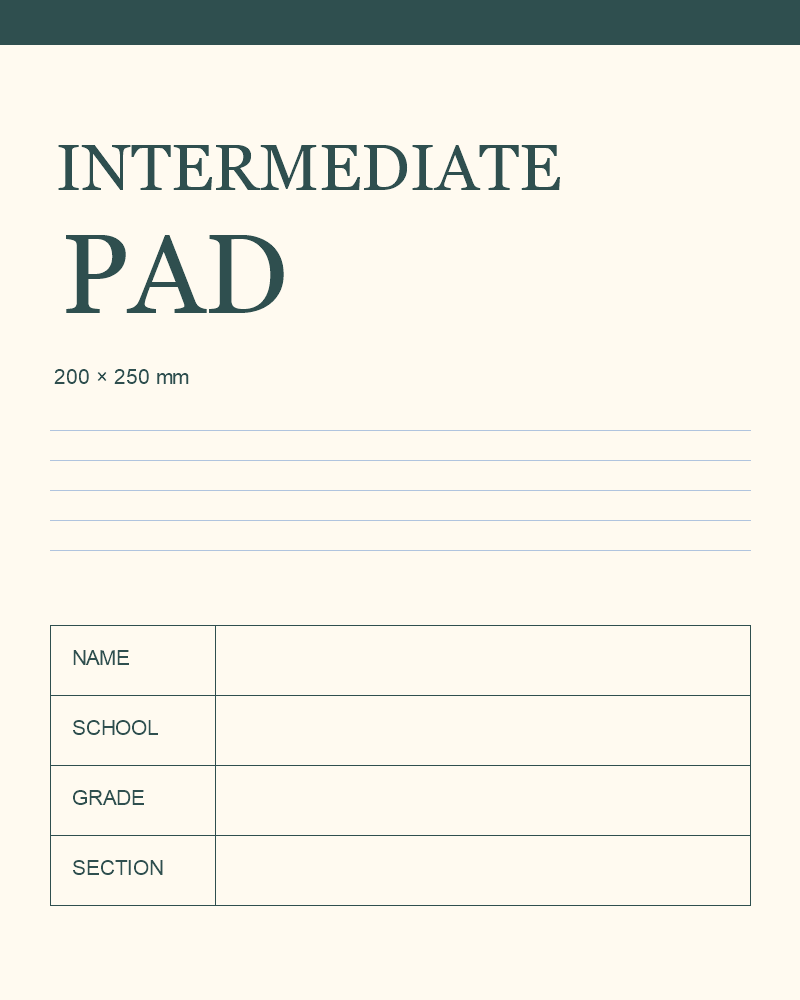 INTERMEDIATE
PAD
200 × 250 mm
NAME
SCHOOL
GRADE
SECTION